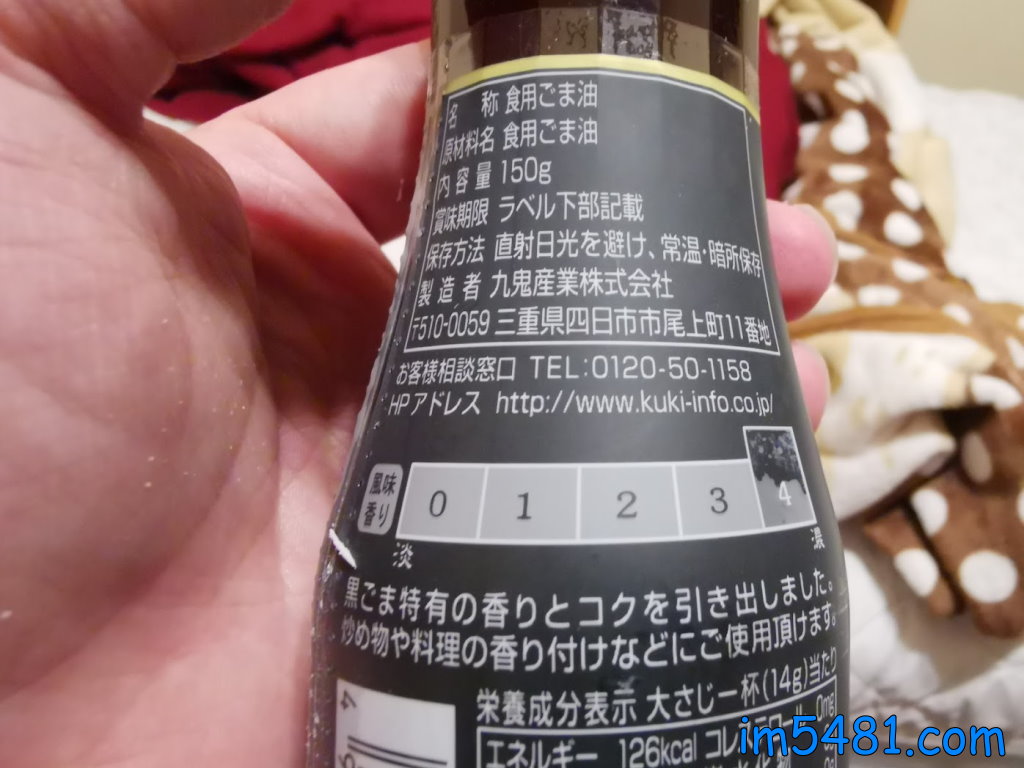 名 称 食用ごま油
原材料名 食用ごま油
内容量 150g
賞味期限 ラベル下部記載
保存方法 直射日光を避け、常温・暗所保存
製造者 九鬼産業株式会社
〒510-0059 三重県四日市市尾上町11番地
お客様相談窓口 TEL:0120-50-1158
HPアドレス http://www.kuki-info.co.jp/
風味
香り
0 1 2 3 4
淡 濃
黒ごま特有の香りとコクを引き出しました。
炒め物や料理の香り付けなどにご使用頂けます。
栄養成分表示 大さじ一杯(14g)当たり
エネルギー 126kcal コレステロール 0mg
im5481.com